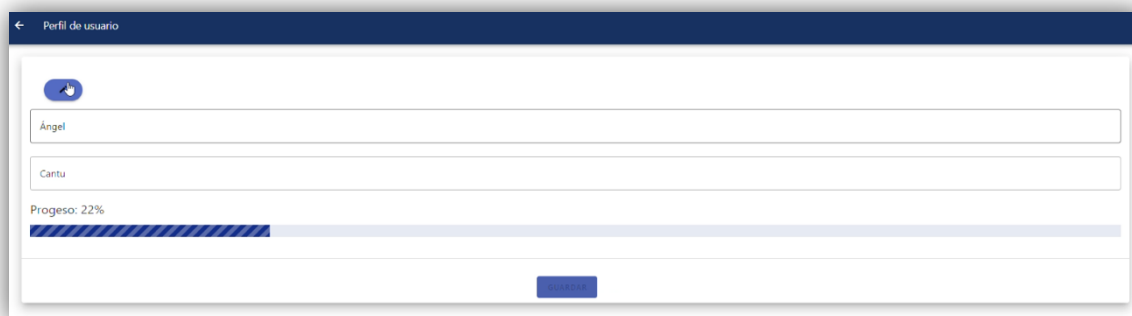 Perfil de usuario
Ángel
Cantu
Progeso: 22%
GUARDAR